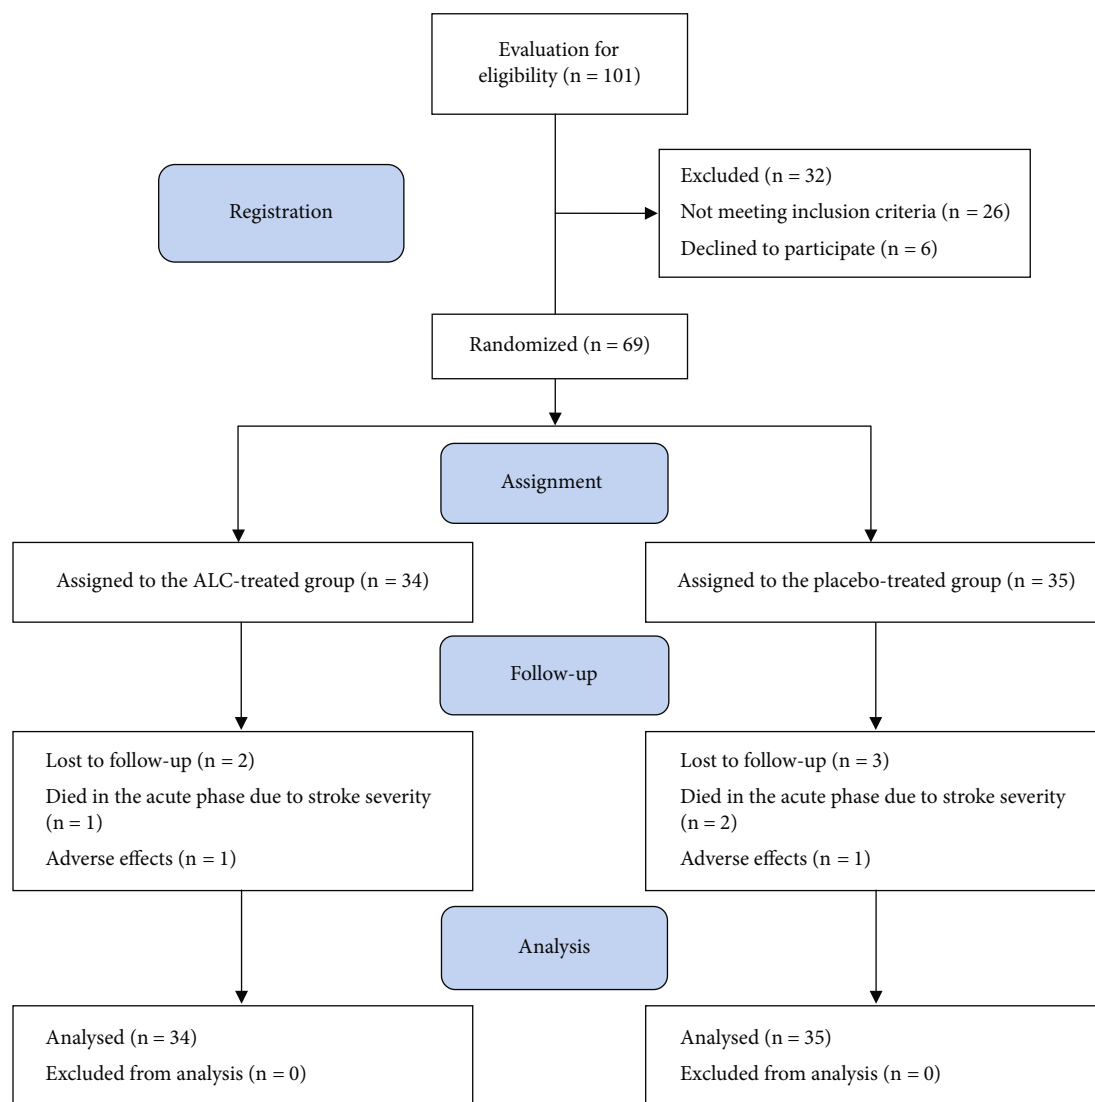 Evaluation for
eligibility (n = 101)
Registration
Excluded (n = 32)
Not meeting inclusion criteria (n = 26)
Declined to participate (n = 6)
Randomized (n = 69)
Assignment
Assigned to the ALC-treated group (n = 34)
Assigned to the placebo-treated group (n = 35)
Follow-up
Lost to follow-up (n = 2)
Died in the acute phase due to stroke severity
(n = 1)
Adverse effects (n = 1)
Lost to follow-up (n = 3)
Died in the acute phase due to stroke severity
(n = 2)
Adverse effects (n = 1)
Analysis
Analysed (n = 34)
Excluded from analysis (n = 0)
Analysed (n = 35)
Excluded from analysis (n = 0)